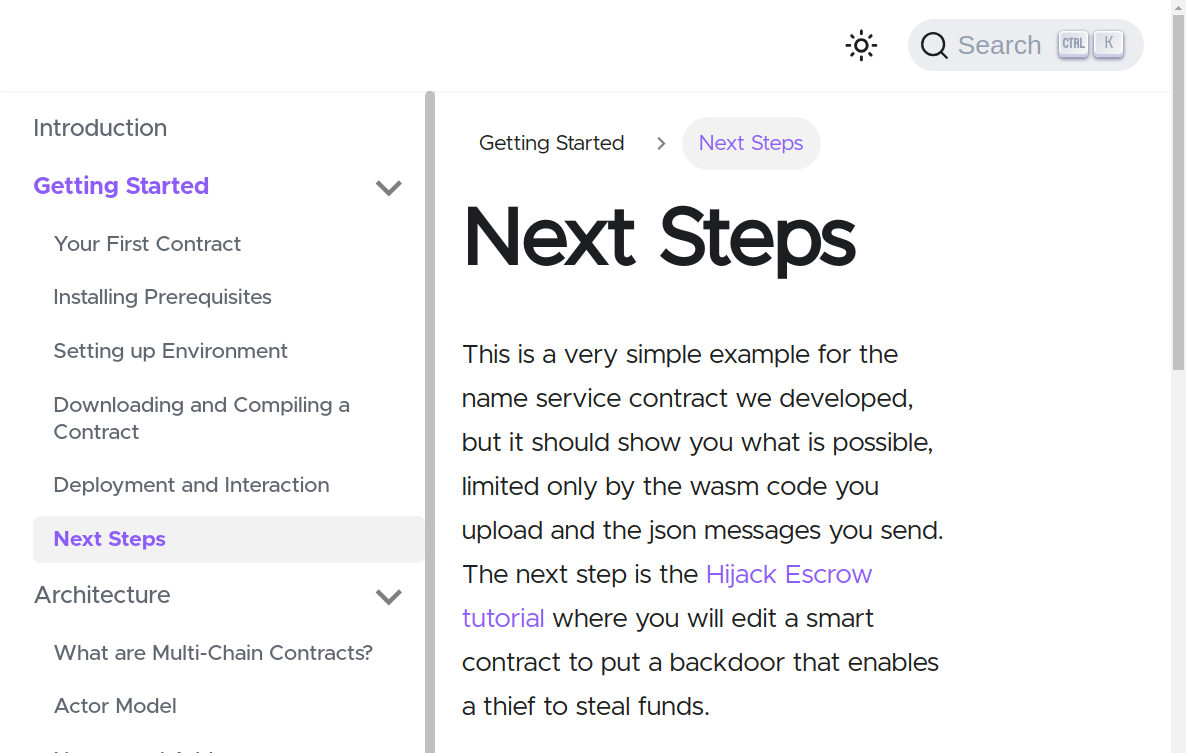 Search CTRL K
Introduction
Getting Started
Your First Contract
Installing Prerequisites
Setting up Environment
Downloading and Compiling a
Contract
Deployment and Interaction
Next Steps
Architecture
What are Multi-Chain Contracts?
Actor Model
Getting Started > Next Steps
Next Steps
This is a very simple example for the
name service contract we developed,
but it should show you what is possible,
limited only by the wasm code you
upload and the json messages you send.
The next step is the Hijack Escrow
tutorial where you will edit a smart
contract to put a backdoor that enables
a thief to steal funds.